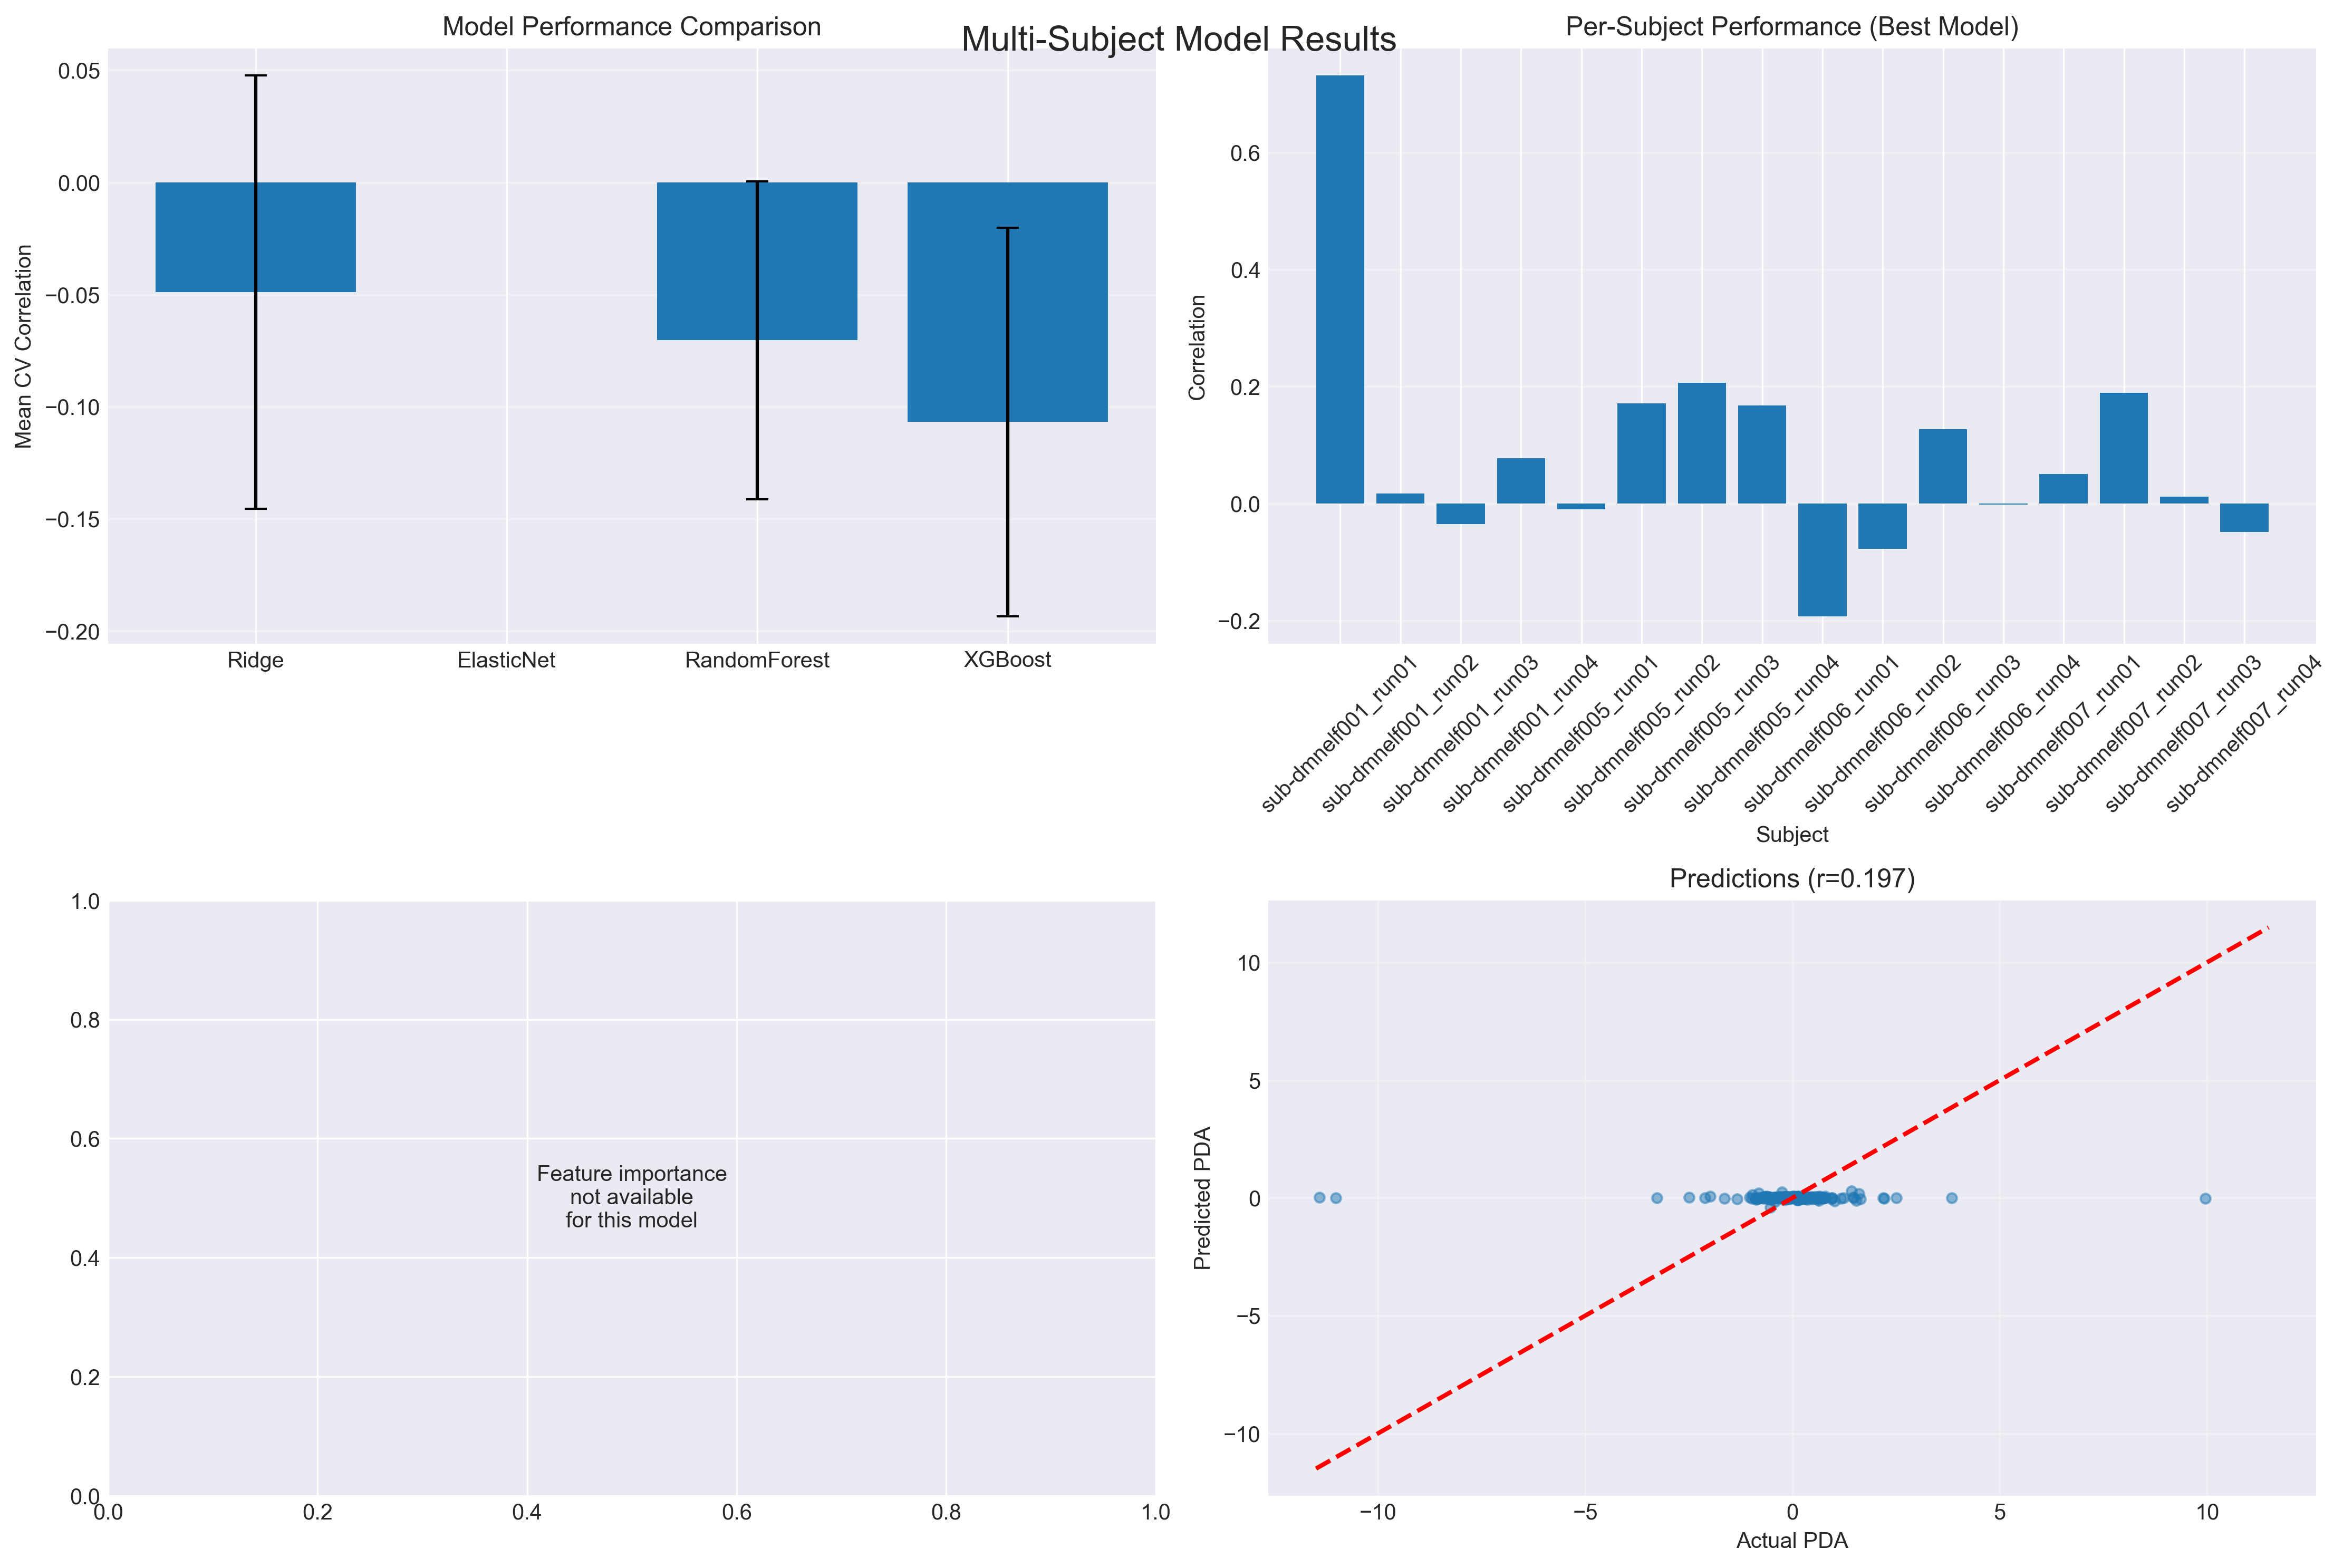 Multi-Subject Model Results
Model Performance Comparison
Mean CV Correlation
0.05
0.00
−0.05
−0.10
−0.15
−0.20
Ridge
ElasticNet
RandomForest
XGBoost
Per-Subject Performance (Best Model)
Correlation
0.6
0.4
0.2
0.0
−0.2
sub-dmnelf001_run01
sub-dmnelf001_run02
sub-dmnelf001_run03
sub-dmnelf001_run04
sub-dmnelf005_run01
sub-dmnelf005_run02
sub-dmnelf005_run03
sub-dmnelf005_run04
sub-dmnelf006_run01
sub-dmnelf006_run02
sub-dmnelf006_run03
sub-dmnelf006_run04
sub-dmnelf007_run01
sub-dmnelf007_run02
sub-dmnelf007_run03
sub-dmnelf007_run04
Subject
1.0
0.8
0.6
0.4
0.2
0.0
Feature importance
not available
for this model
0.0
0.2
0.4
0.6
0.8
1.0
Predictions (r=0.197)
Predicted PDA
10
5
0
−5
−10
−10
−5
0
5
10
Actual PDA